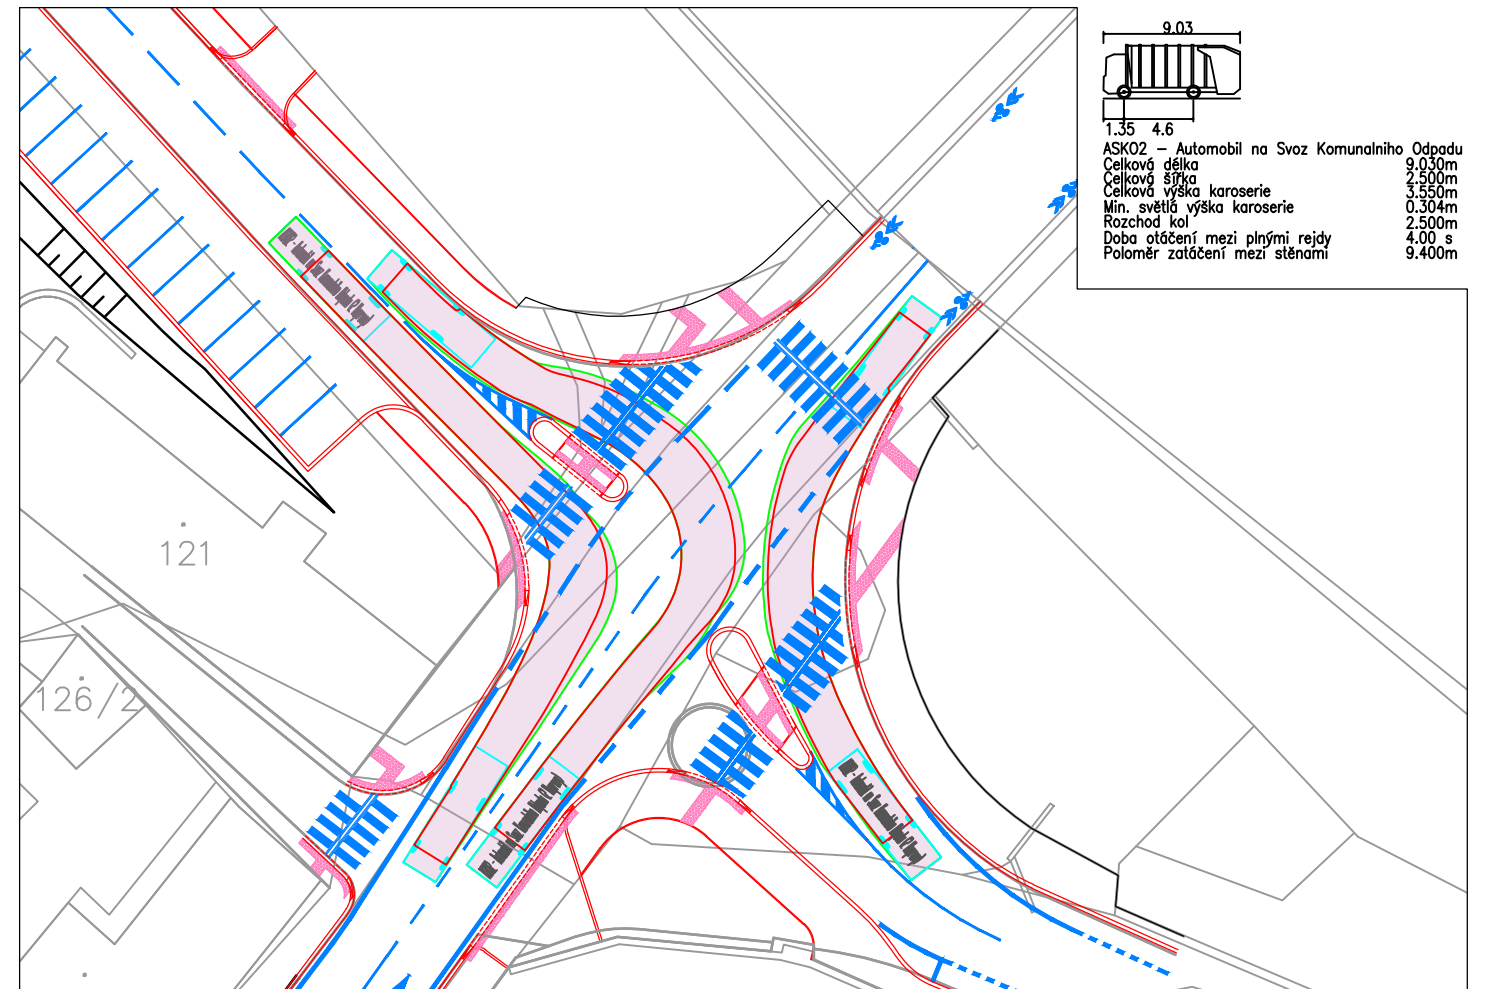 9.03
1.35 4.6
ASKO2 – Automobil na Svoz Komunalniho Odpadu
Celková délka 9.030m
Celková šířka 2.500m
Celková výška karoserie 3.550m
Min. světlá výška karoserie 0.304m
Rozchod kol 2.500m
Doba otáčení mezi plnými rejdy 4.00 s
Poloměr zatáčení mezi stěnami 9.400m
121
126/2